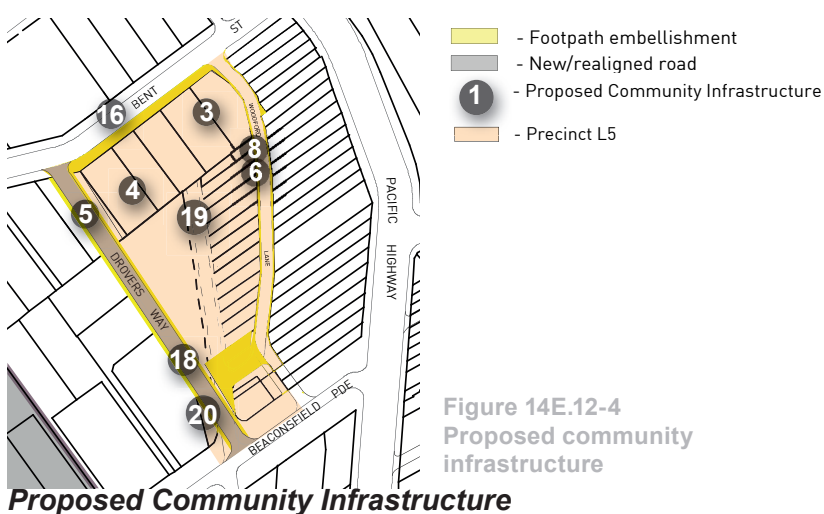 ST
BENT
16
3
WOODFORD
8
6
4
5
19
PACIFIC
HIGHWAY
LANE
DROVERS
WAY
18
20
BEACONSFIELD PDE
- Footpath embellishment
- New/realigned road
1
- Proposed Community Infrastructure
- Precinct L5
Figure 14E.12-4
Proposed community
infrastructure
Proposed Community Infrastructure